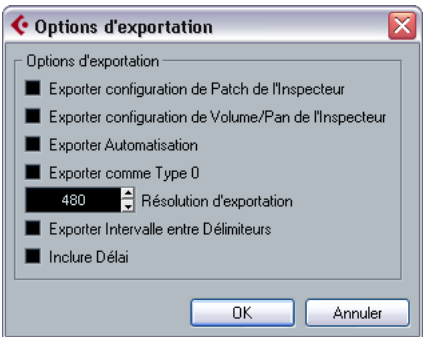 Options d'exportation
Options d'exportation
Exporter configuration de Patch de l'Inspecteur
Exporter configuration de Volume/Pan de l'Inspecteur
Exporter Automatisation
Exporter comme Type 0
480 Résolution d'exportation
Exporter Intervalle entre Délimiteurs
Inclure Délai
OK Annuler